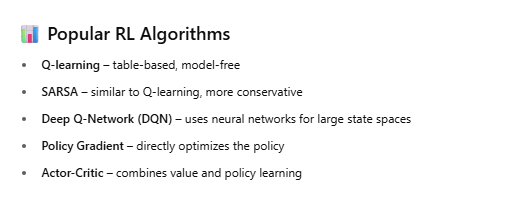 📊 Popular RL Algorithms
• Q-learning – table-based, model-free
• SARSA – similar to Q-learning, more conservative
• Deep Q-Network (DQN) – uses neural networks for large state spaces
• Policy Gradient – directly optimizes the policy
• Actor-Critic – combines value and policy learning